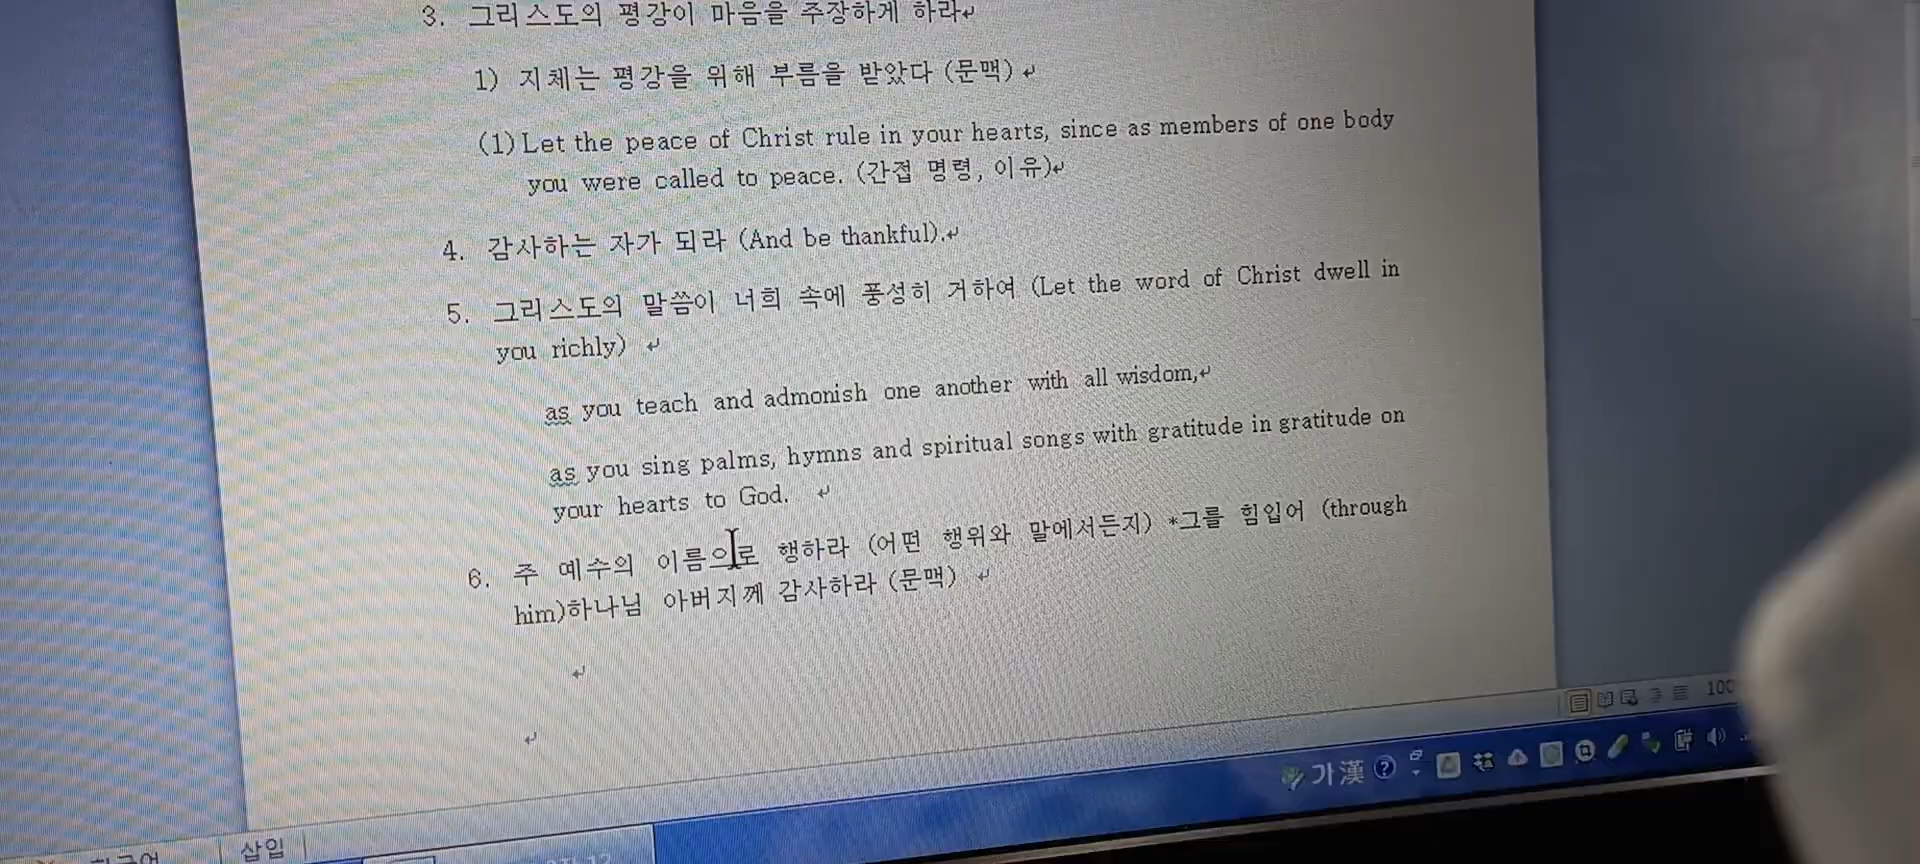 3. 그리스도의 평강이 마음을 주장하게 하라
1) 지체는 평강을 위해 부름을 받았다 (문맥)
(1) Let the peace of Christ rule in your hearts, since as members of one body
you were called to peace. (간접 명령, 이유)
4. 감사하는 자가 되라 (And be thankful).
5. 그리스도의 말씀이 너희 속에 풍성히 거하여 (Let the word of Christ dwell in
you richly)
as you teach and admonish one another with all wisdom,
as you sing palms, hymns and spiritual songs with gratitude in gratitude on
your hearts to God.
6. 주 예수의 이름으로 행하라 (어떤 행위와 말에서든지) *그를 힘입어 (through
him)하나님 아버지께 감사하라 (문맥)
100
가漢
삽입